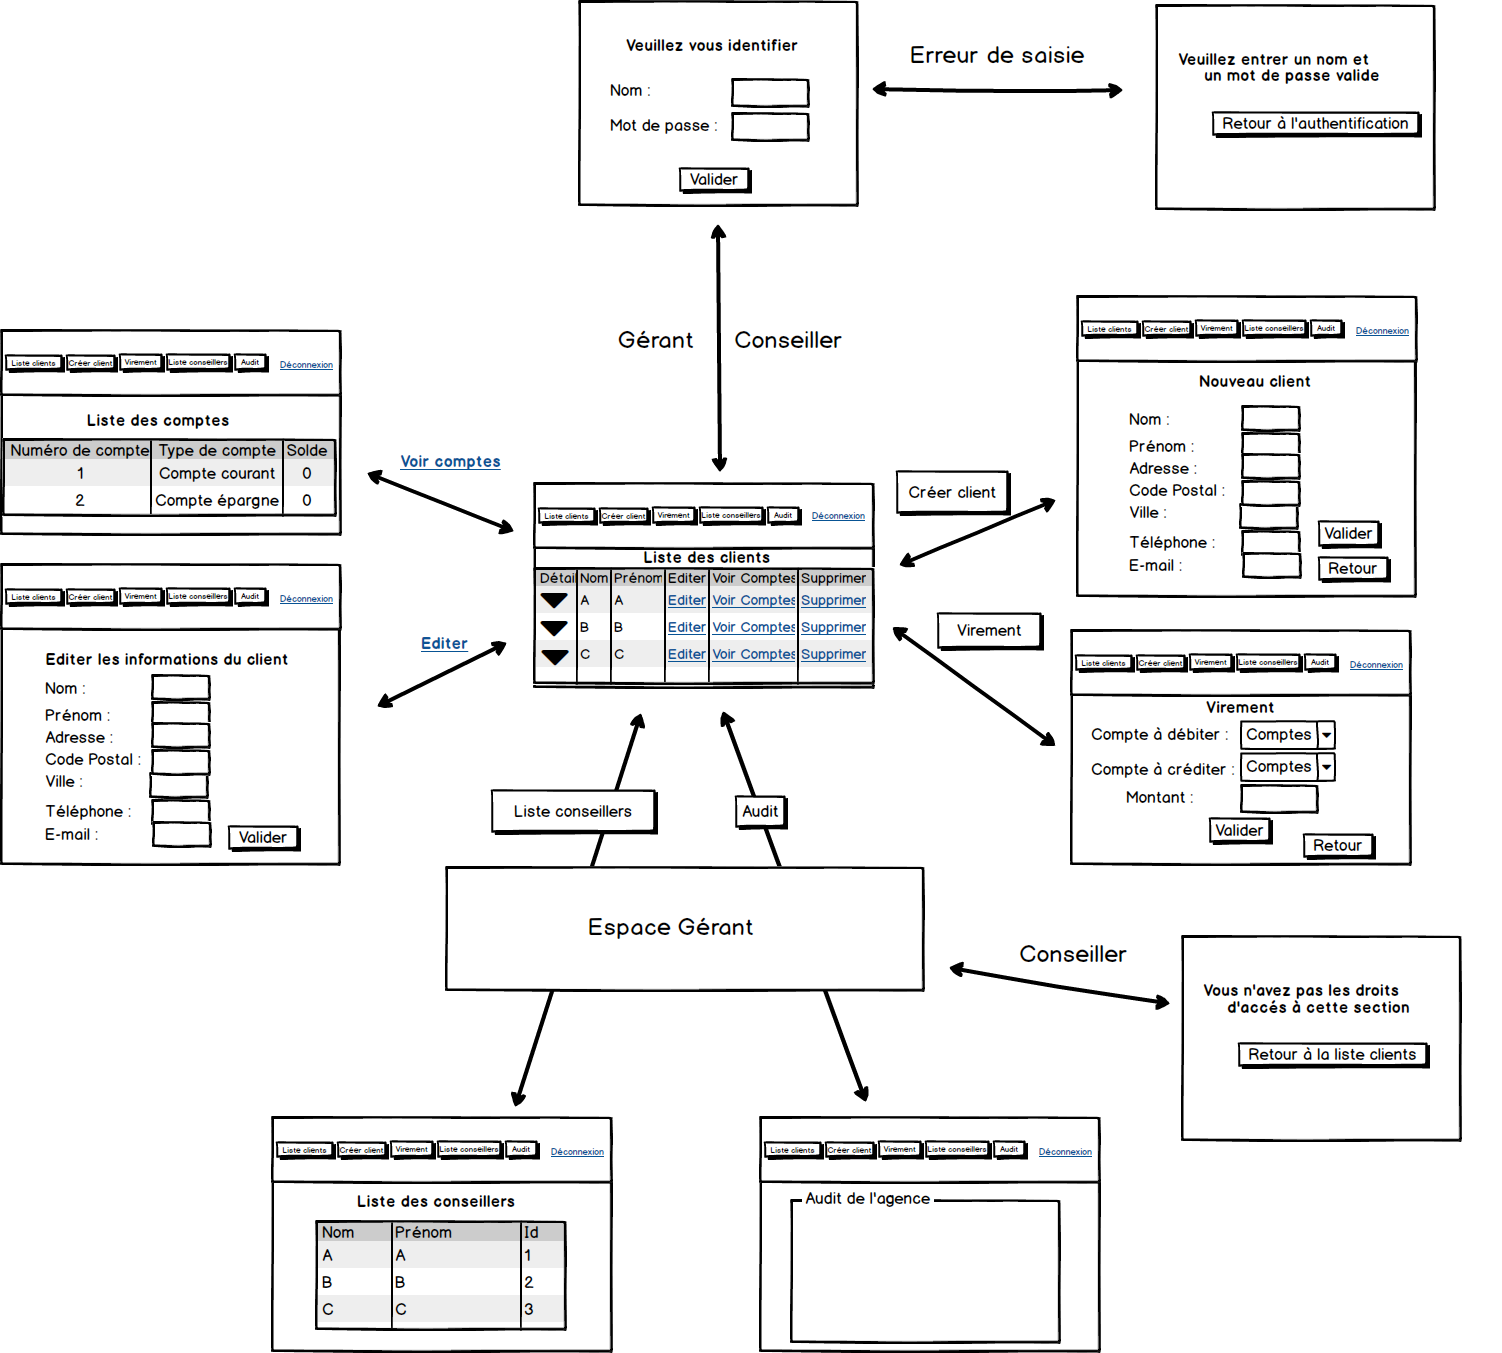 Veuillez vous identifier
Nom :
Mot de passe :
Valider
Erreur de saisie
Veuillez entrer un nom et
un mot de passe valide
Retour à l'authentification
Gérant
Conseiller
Liste clients Créer client Virement Liste conseillers Audit Déconnexion
Liste des comptes
Numéro de compte Type de compte Solde
1 Compte courant 0
2 Compte épargne 0
Voir comptes
Liste clients Créer client Virement Liste conseillers Audit Déconnexion
Editer les informations du client
Nom :
Prénom :
Adresse :
Code Postal :
Ville :
Téléphone :
E-mail :
Valider
Editer
Liste clients Créer client Virement Liste conseillers Audit Déconnexion
Liste des clients
Détai Nom Prénom Editer Voir Comptes Supprimer
A A Editer Voir Comptes Supprimer
B B Editer Voir Comptes Supprimer
C C Editer Voir Comptes Supprimer
Créer client
Liste clients Créer client Virement Liste conseillers Audit Déconnexion
Nouveau client
Nom :
Prénom :
Adresse :
Code Postal :
Ville :
Téléphone :
E-mail :
Valider
Retour
Virement
Liste clients Créer client Virement Liste conseillers Audit Déconnexion
Virement
Compte à débiter : Comptes
Compte à créditer : Comptes
Montant :
Valider
Retour
Liste conseillers
Audit
Espace Gérant
Conseiller
Vous n'avez pas les droits
d'accés à cette section
Retour à la liste clients
Liste clients Créer client Virement Liste conseillers Audit Déconnexion
Liste des conseillers
Nom Prénom Id
A A 1
B B 2
C C 3
Liste clients Créer client Virement Liste conseillers Audit Déconnexion
Audit de l'agence